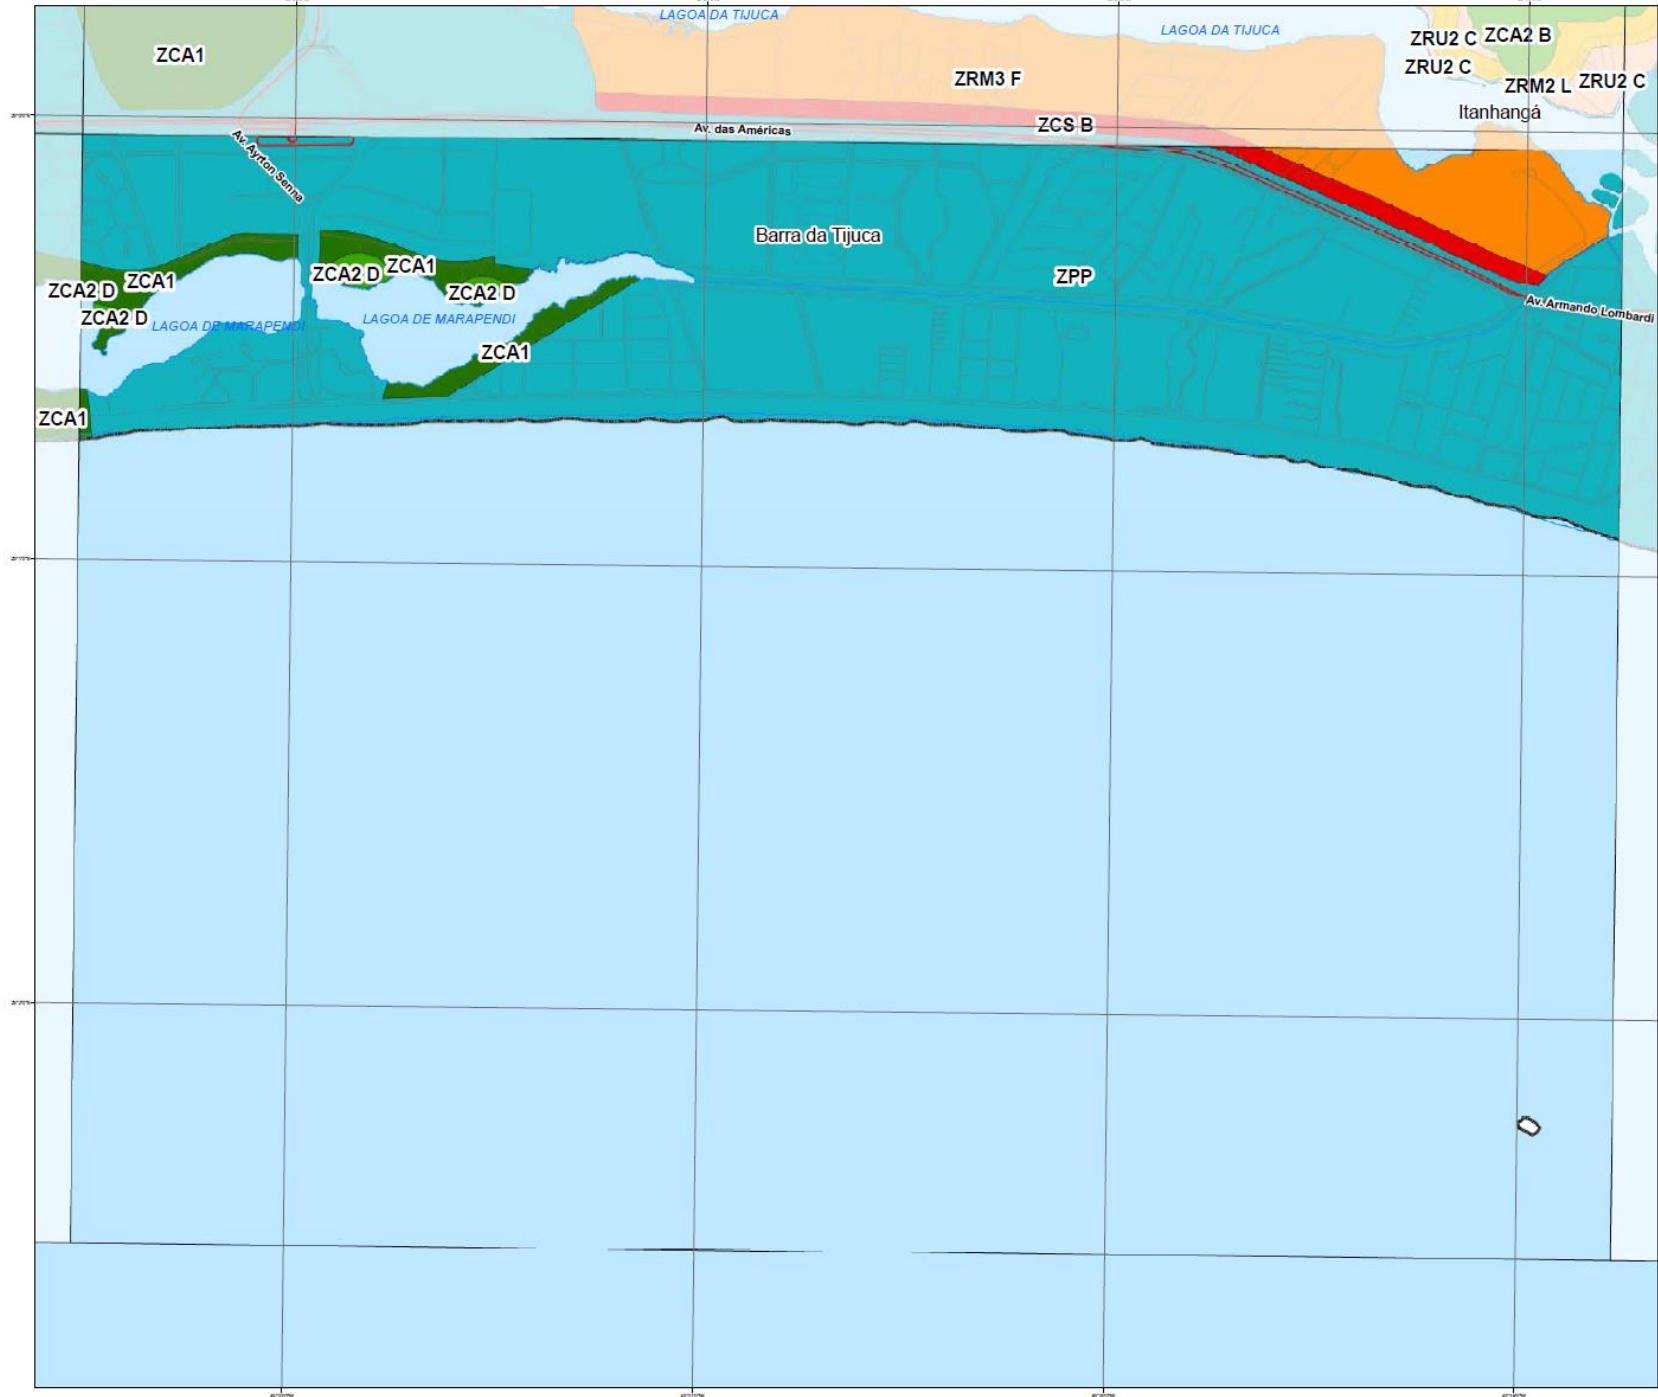 LAGOA DA TIJUCA
LAGOA DA TIJUCA
ZCA1
ZRU2 C
ZCA2 B
ZRU2 C
ZRM3 F
ZRM2 L
ZRU2 C
Itanhangá
ZCS B
Av. das Américas
Av. Ayrton Senna
Barra da Tijuca
ZCA2 D
ZCA1
ZCA2 D
ZCA1
ZCA2 D
ZPP
ZCA2 D
LAGOA DE MARAPENDI
LAGOA DE MARAPENDI
Av. Armando Lombardi
ZCA1
ZCA1